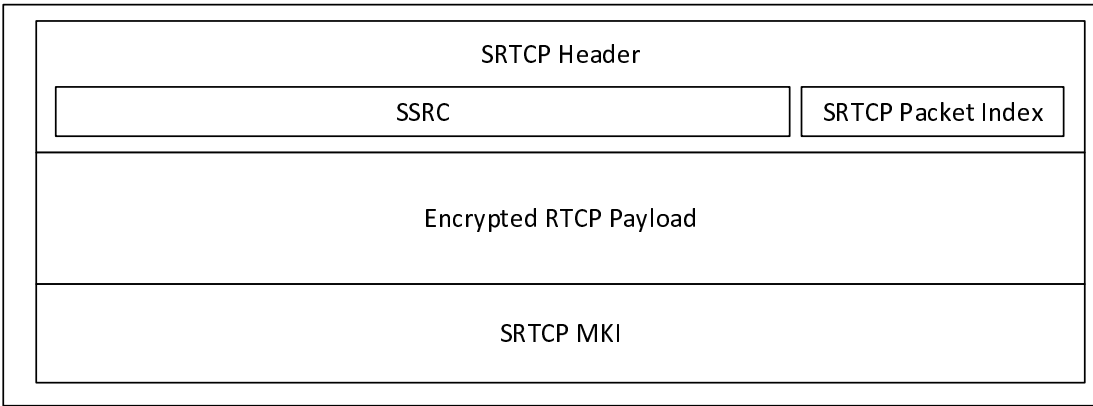 SRTCP Header
SSRC
SRTCP Packet Index
Encrypted RTCP Payload
SRTCP MKI